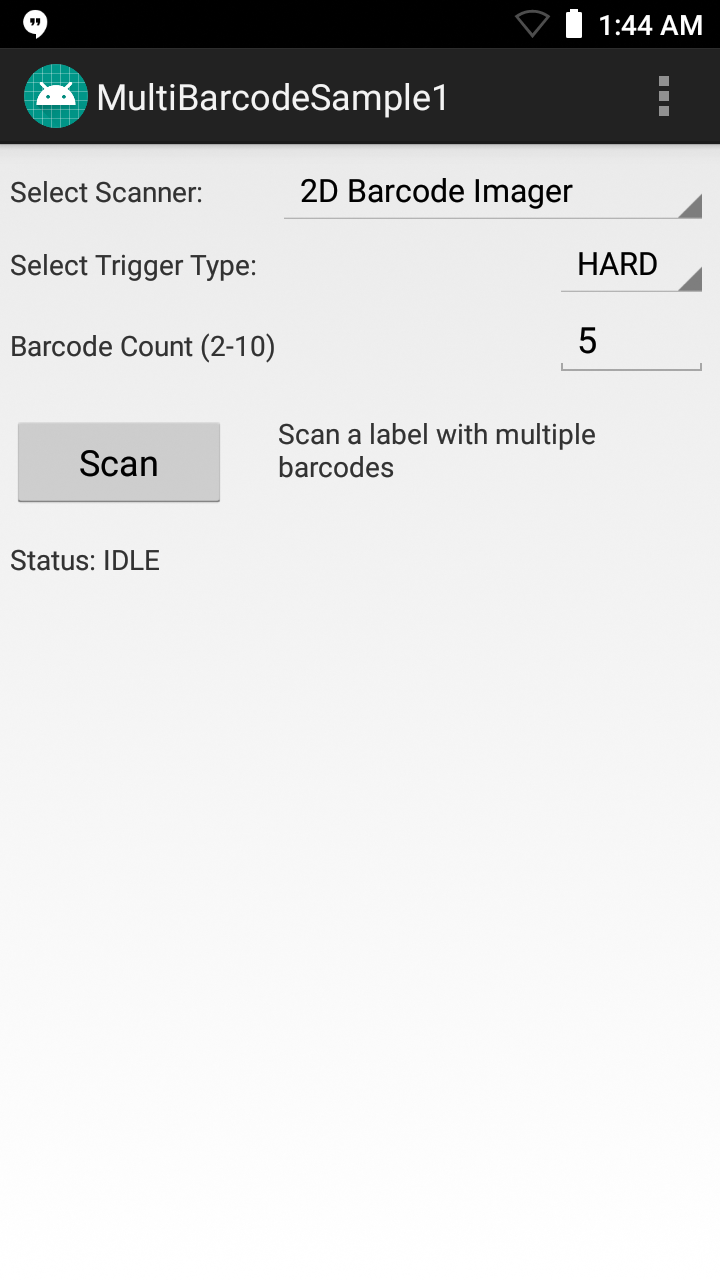 1:44 AM
MultiBarcodeSample1
Select Scanner: 2D Barcode Imager
Select Trigger Type: HARD
Barcode Count (2-10) 5
Scan
Scan a label with multiple
barcodes
Status: IDLE